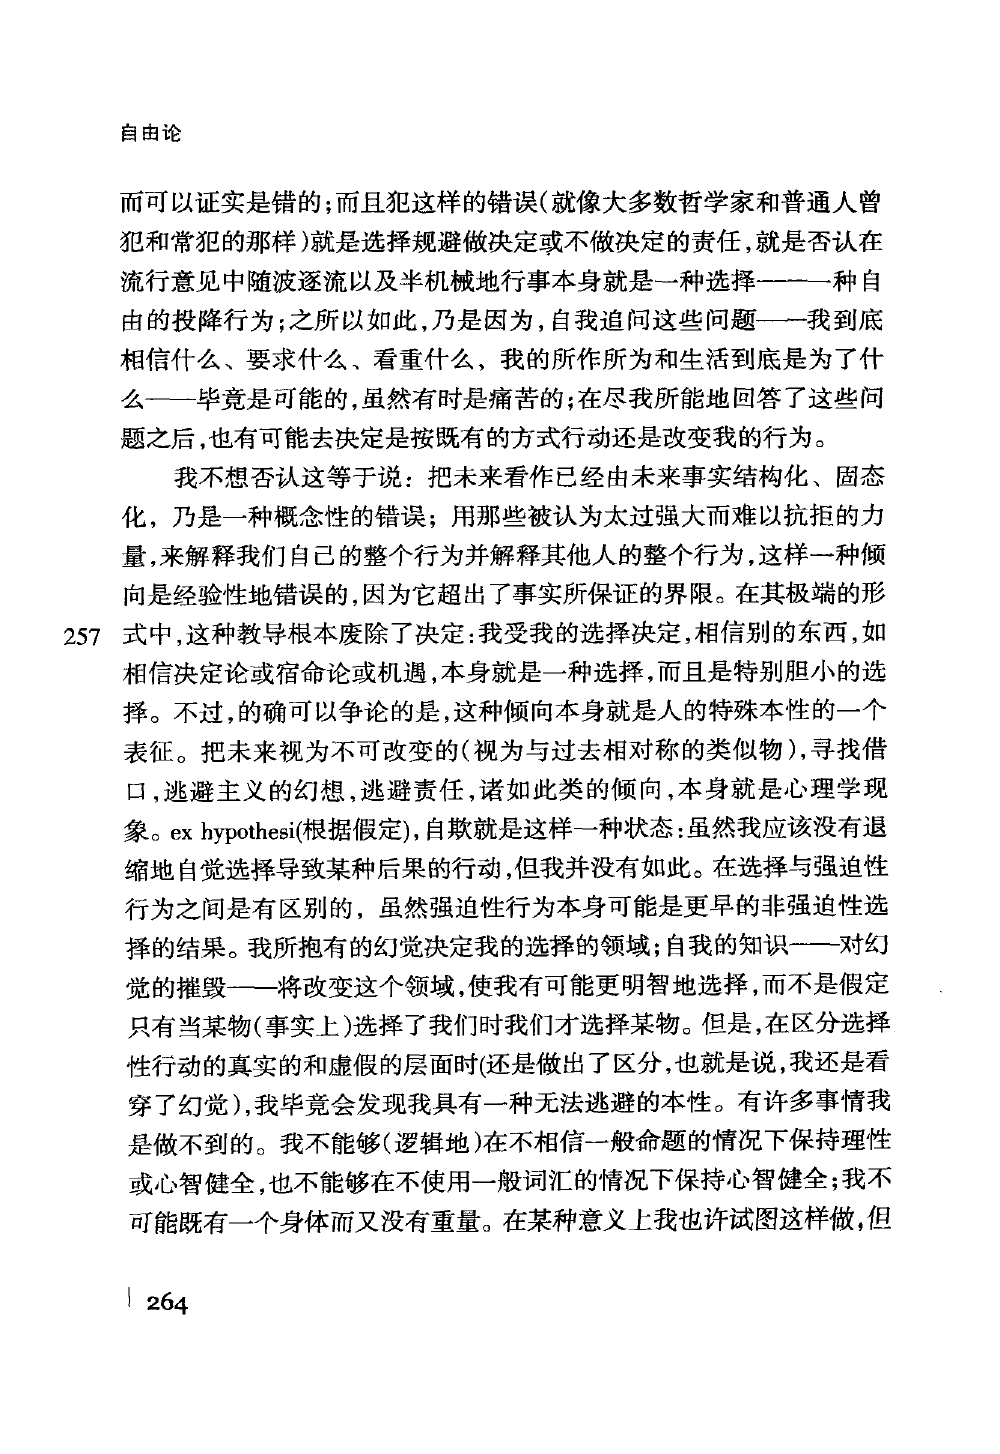 自由论
而可以证实是错的;而且犯这样的错误(就像大多数哲学家和普通人曾
犯和常犯的那样)就是选择规避做决定或不做决定的责任,就是否认在
流行意见中随波逐流以及半机械地行事本身就是一种选择——一种自
由的投降行为;之所以如此,乃是因为,自我追问这些问题——我到底
相信什么、要求什么、看重什么,我的所作所为和生活到底是为了什
么——毕竟是可能的,虽然有时是痛苦的;在尽我所能地回答了这些问
题之后,也有可能去决定是按既有的方式行动还是改变我的行为。
我不想否认这等于说:把未来看作已经由未来事实结构化、固态
化,乃是一种概念性的错误;用那些被认为太过强大而难以抗拒的力
量,来解释我们自己的整个行为并解释其他人的整个行为,这样一种倾
向是经验性地错误的,因为它超出了事实所保证的界限。在其极端的形
257 式中,这种教导根本废除了决定:我受我的选择决定,相信别的东西,如
相信决定论或宿命论或机遇,本身就是一种选择,而且是特别胆小的选
择。不过,的确可以争论的是,这种倾向本身就是人的特殊本性的一个
表征。把未来视为不可改变的(视为与过去相对称的类似物),寻找借
口,逃避主义的幻想,逃避责任,诸如此类的倾向,本身就是心理学现
象。ex hypothesi(根据假定),自欺就是这样一种状态:虽然我应该没有退
缩地自觉选择导致某种后果的行动,但我并没有如此。在选择与强迫性
行为之间是有区别的,虽然强迫性行为本身可能是更早的非强迫性选
择的结果。我所抱有的幻觉决定我的选择的领域;自我的知识——对幻
觉的摧毁——将改变这个领域,使我有可能更明智地选择,而不是假定
只有当某物(事实上)选择了我们时我们才选择某物。但是,在区分选择
性行动的真实的和虚假的层面时(还是做出了区分,也就是说,我还是看
穿了幻觉),我毕竟会发现我具有一种无法逃避的本性。有许多事情我
是做不到的。我不能够(逻辑地)在不相信一般命题的情况下保持理性
或心智健全,也不能够在不使用一般词汇的情况下保持心智健全;我不
可能既有一个身体而又没有重量。在某种意义上我也许试图这样做,但
264